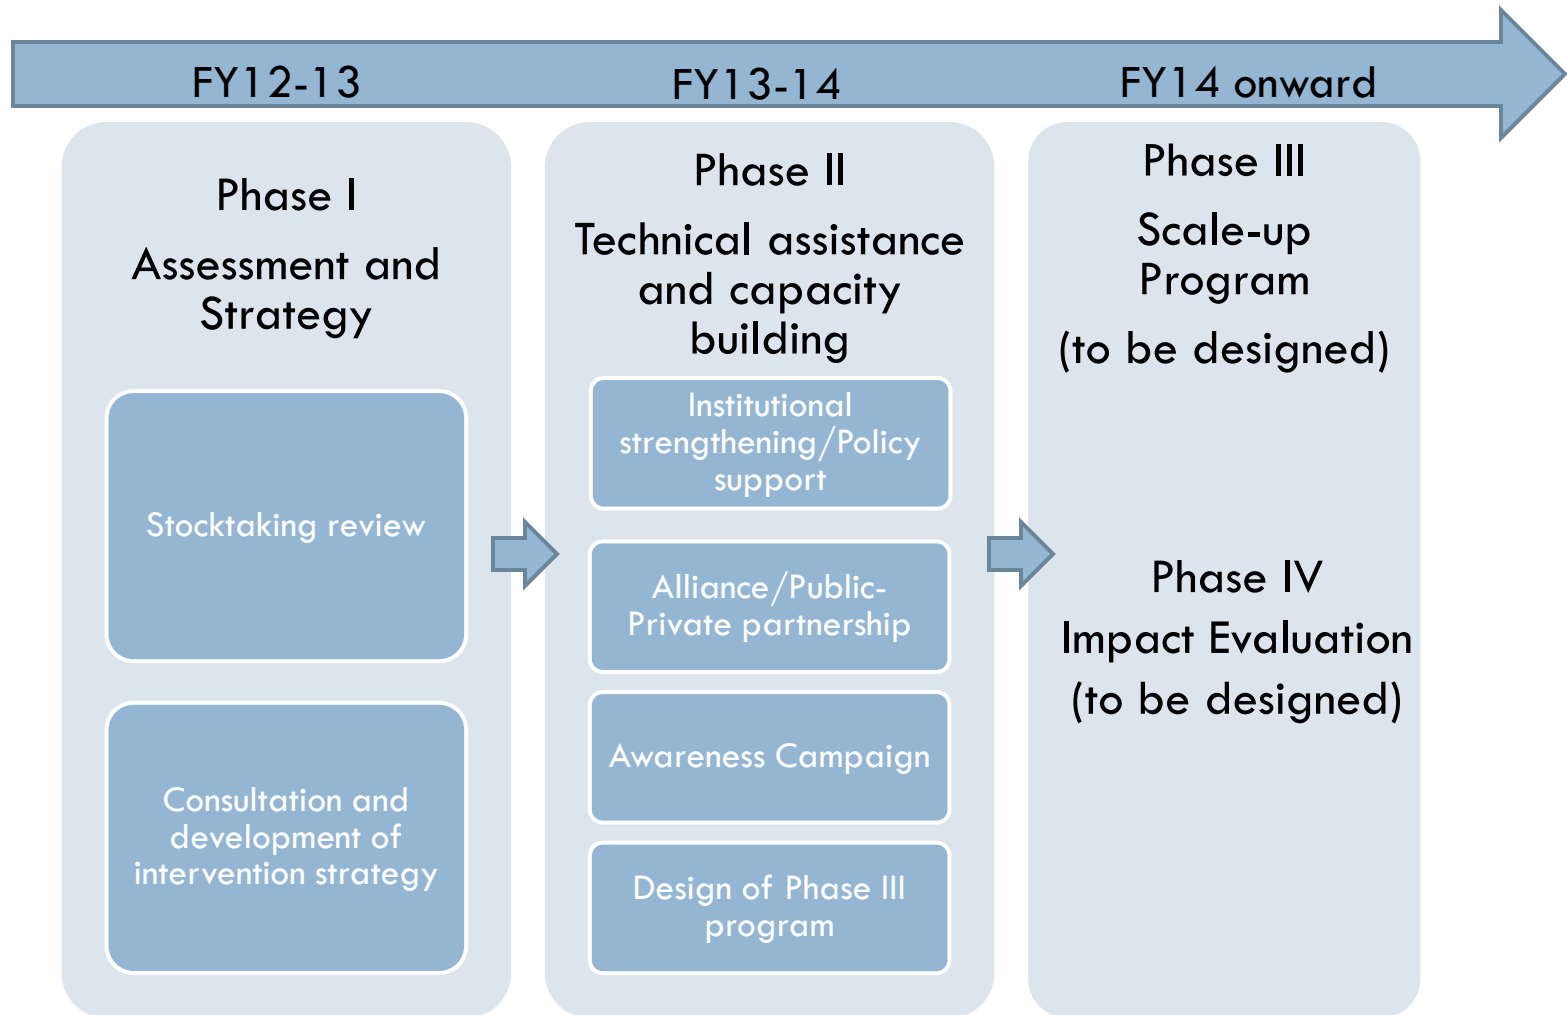 FY12-13
FY13-14
FY14 onward
Phase I
Assessment and
Strategy
Stocktaking review
Consultation and
development of
intervention strategy
Phase II
Technical assistance
and capacity
building
Institutional
strengthening/Policy
support
Alliance/Public-
Private partnership
Awareness Campaign
Design of Phase III
program
Phase III
Scale-up
Program
(to be designed)
Phase IV
Impact Evaluation
(to be designed)